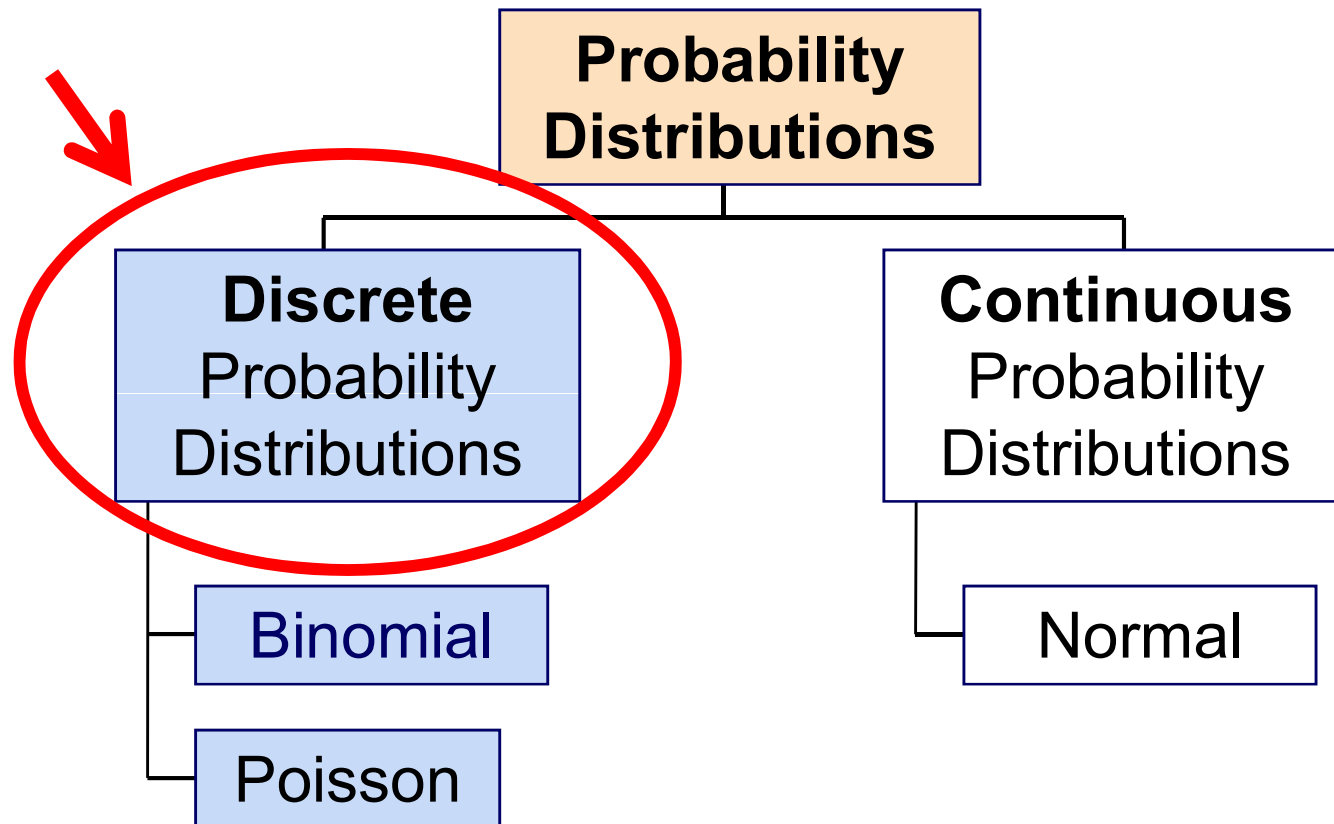 Probability
Distributions
Discrete
Probability
Distributions
Continuous
Probability
Distributions
Binomial
Normal
Poisson